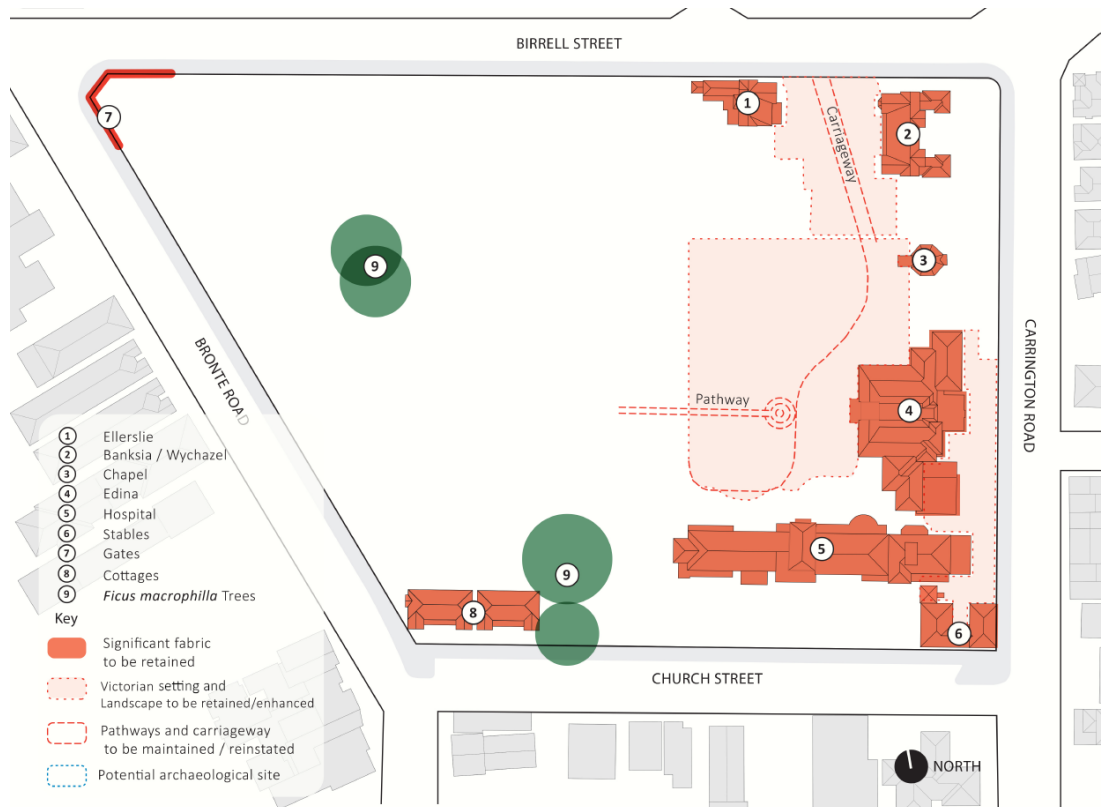 BIRRELL STREET
7
1
2
Carriageway
9
3
BRONTE ROAD
CARRINGTON ROAD
Pathway
4
1 Ellerslie
2 Banksia / Wychazel
3 Chapel
4 Edina
5 Hospital
6 Stables
7 Gates
8 Cottages
9 Ficus macrophilla Trees
Key
Significant fabric
to be retained
Victorian setting and
Landscape to be retained/enhanced
Pathways and carriageway
to be maintained / reinstated
Potential archaeological site
5
9
8
6
CHURCH STREET
NORTH